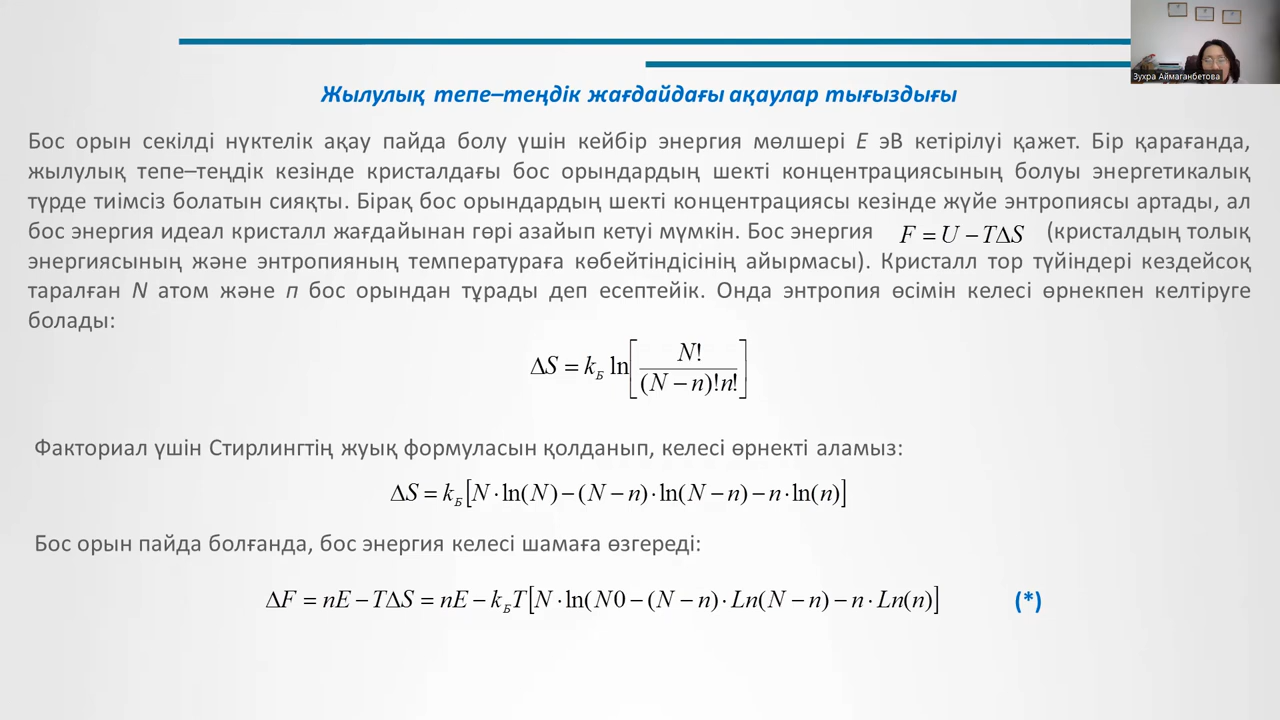 Зухра Аймаганбетова
Жылулық тепе–теңдік жағдайдағы ақаулар тығыздығы
Бос орын секілді нүктелік ақау пайда болу үшін кейбір энергия мөлшері E эВ кетірілуі қажет. Бір қарағанда,
жылулық тепе–теңдік кезінде кристалдағы бос орындардың шекті концентрациясының болуы энергетикалық
түрде тиімсіз болатын сияқты. Бірақ бос орындардың шекті концентрациясы кезінде жүйе энтропиясы артады, ал
бос энергия идеал кристалл жағдайынан гөрі азайып кетуі мүмкін. Бос энергия F = U − TΔS (кристалдың толық
энергиясының және энтропияның температураға көбейтіндісінің айырмасы). Кристалл тор түйіндері кездейсоқ
таралған N атом және п бос орыннан тұрады деп есептейік. Онда энтропия өсімін келесі өрнекпен келтіруге
болады:
ΔS = k_Б ln[N! / ((N − n)!n!)]
Факториал үшін Стирлингтің жуық формуласын қолданып, келесі өрнекті аламыз:
ΔS = k_Б[N · ln(N) − (N − n) · ln(N − n) − n · ln(n)]
Бос орын пайда болғанда, бос энергия келесі шамаға өзгереді:
ΔF = nE − TΔS = nE − k_БT[N · ln(N0 − (N − n) · Ln(N − n) − n · Ln(n)] (*)